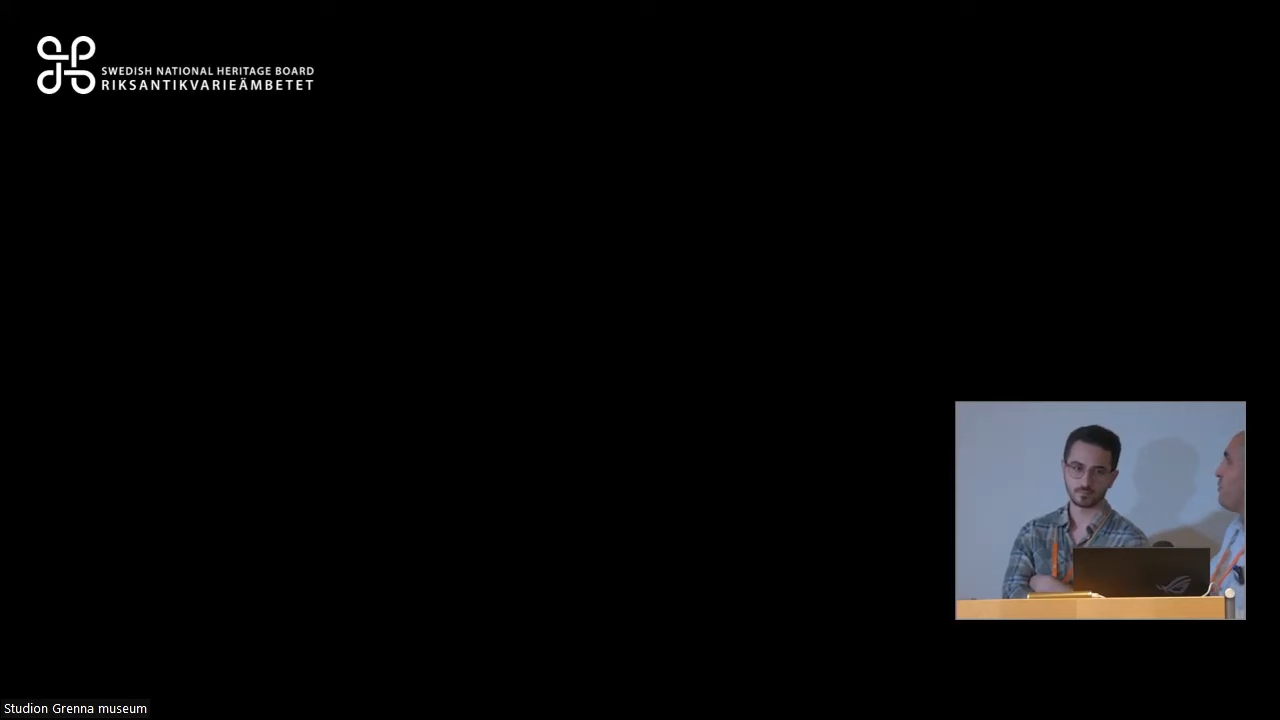 SWEDISH NATIONAL HERITAGE BOARD
RIKSANTIKVARIEÄMBETET
Studion Grenna museum